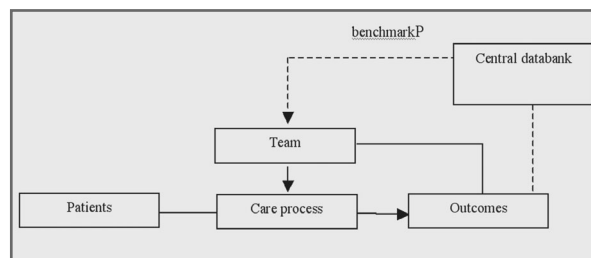 benchmarkP
Central databank
Team
Patients
Care process
Outcomes